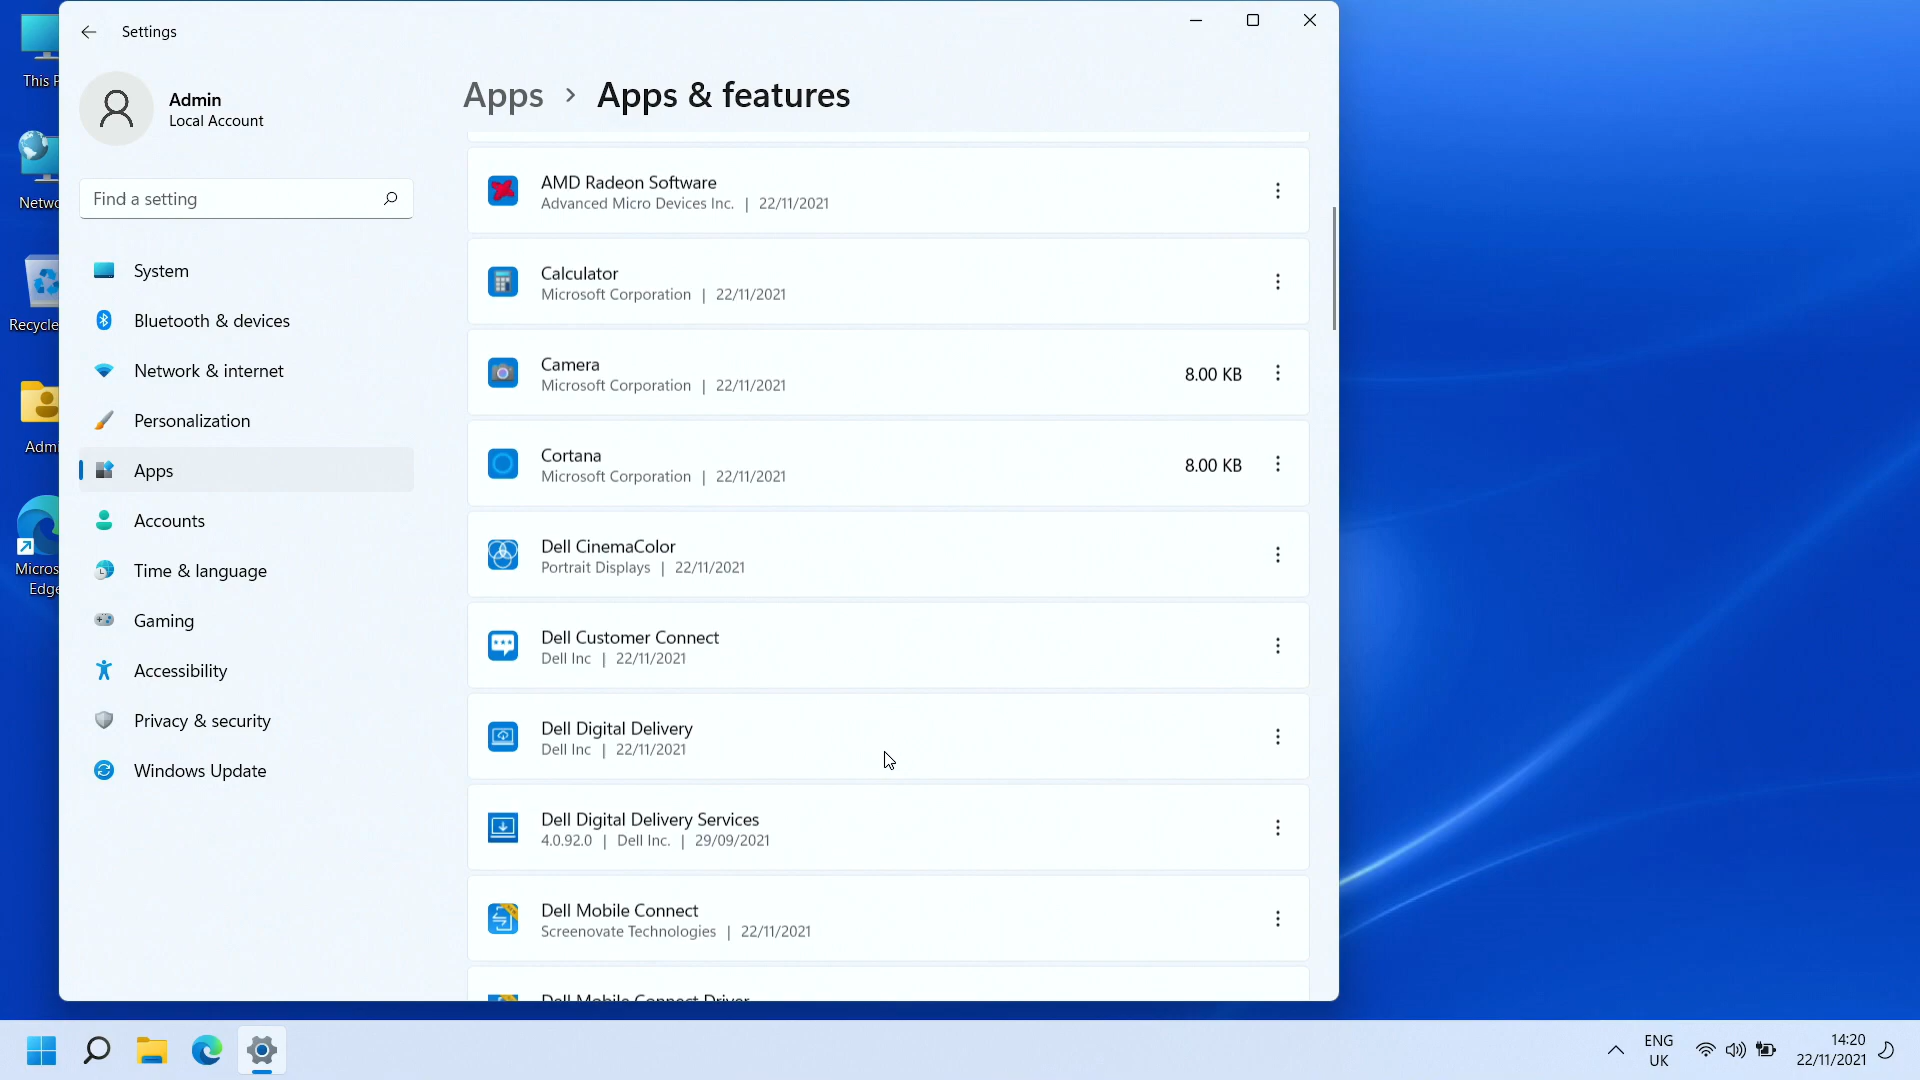 Settings
Admin
Local Account
Find a setting
System
Bluetooth & devices
Network & internet
Personalization
Apps
Accounts
Time & language
Gaming
Accessibility
Privacy & security
Windows Update
Apps > Apps & features
AMD Radeon Software
Advanced Micro Devices Inc. | 22/11/2021
Calculator
Microsoft Corporation | 22/11/2021
Camera
Microsoft Corporation | 22/11/2021
8.00 KB
Cortana
Microsoft Corporation | 22/11/2021
8.00 KB
Dell CinemaColor
Portrait Displays | 22/11/2021
Dell Customer Connect
Dell Inc | 22/11/2021
Dell Digital Delivery
Dell Inc | 22/11/2021
Dell Digital Delivery Services
4.0.92.0 | Dell Inc. | 29/09/2021
Dell Mobile Connect
Screenovate Technologies | 22/11/2021
Dell Mobile Connect Driver
This P
Netwo
Recycle
Admi
Micros
Edge
ENG
UK
14:20
22/11/2021